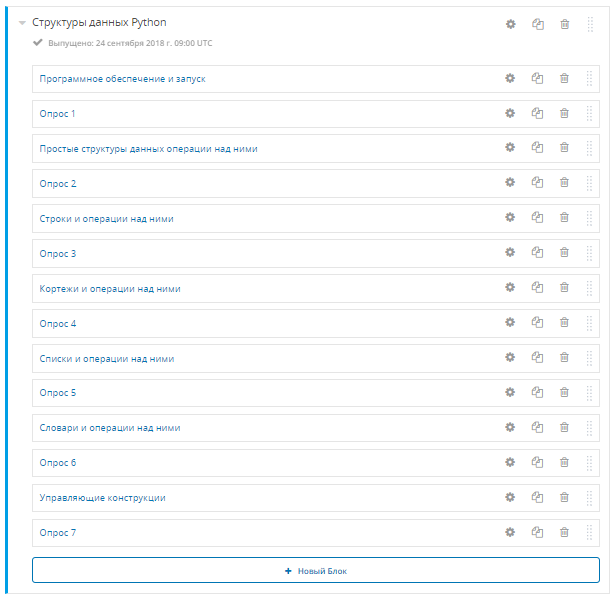 Структуры данных Python
Выпущено: 24 сентября 2018 г. 09:00 UTC
Программное обеспечение и запуск
Опрос 1
Простые структуры данных операции над ними
Опрос 2
Строки и операции над ними
Опрос 3
Кортежи и операции над ними
Опрос 4
Списки и операции над ними
Опрос 5
Словари и операции над ними
Опрос 6
Управляющие конструкции
Опрос 7
+ Новый Блок